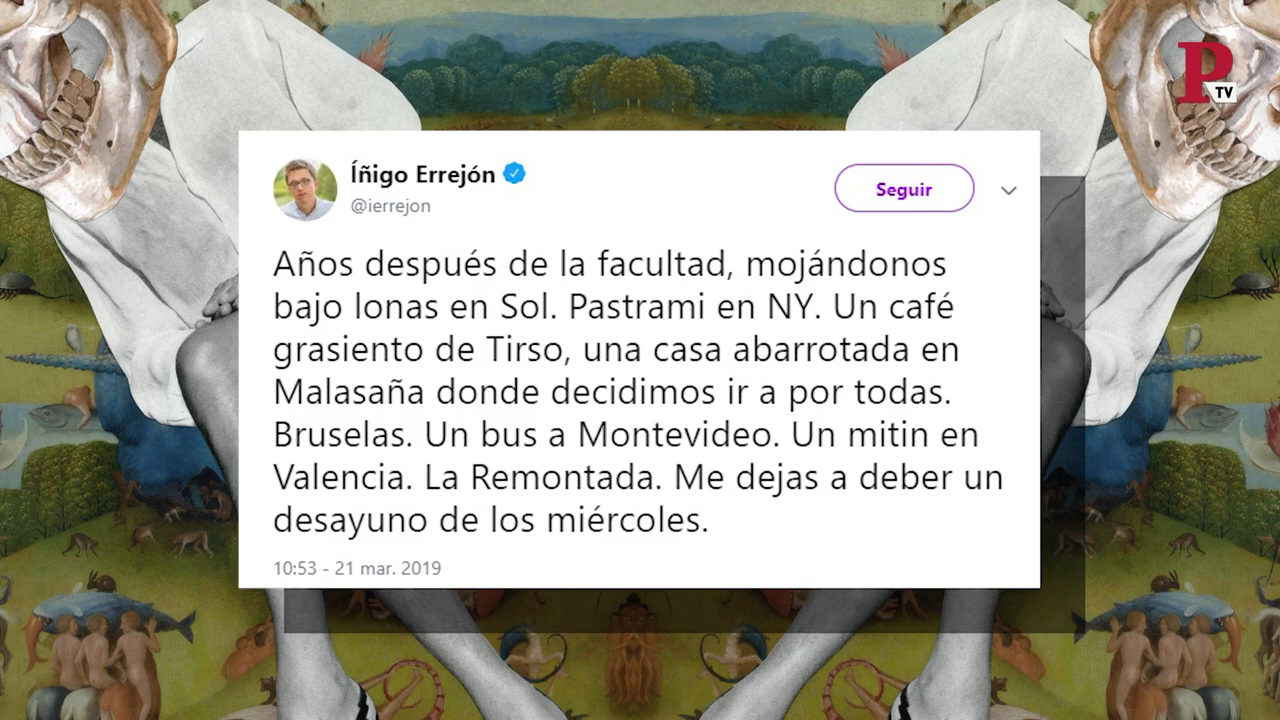 P
TV
Íñigo Errejón
@ierrejon
Seguir
Años después de la facultad, mojándonos
bajo lonas en Sol. Pastrami en NY. Un café
grasiento de Tirso, una casa abarrotada en
Malasaña donde decidimos ir a por todas.
Bruselas. Un bus a Montevideo. Un mitin en
Valencia. La Remontada. Me dejas a deber un
desayuno de los miércoles.
10:53 - 21 mar. 2019